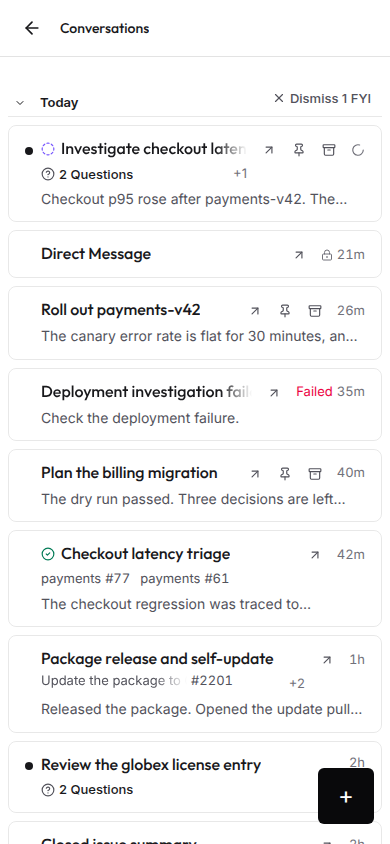 Conversations
Today
Dismiss 1 FYI
Investigate checkout laten
2 Questions
+1
Checkout p95 rose after payments-v42. The...
Direct Message
21m
Roll out payments-v42
26m
The canary error rate is flat for 30 minutes, an...
Deployment investigation fail
Failed 35m
Check the deployment failure.
Plan the billing migration
40m
The dry run passed. Three decisions are left...
Checkout latency triage
42m
payments #77 payments #61
The checkout regression was traced to...
Package release and self-update
1h
Update the package to #2201
+2
Released the package. Opened the update pull...
Review the globex license entry
2h
2 Questions
+
Closed issue summary